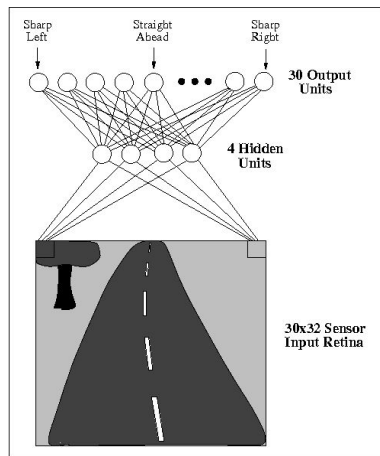 Sharp
Left
Straight
Ahead
Sharp
Right
30 Output
Units
4 Hidden
Units
30x32 Sensor
Input Retina